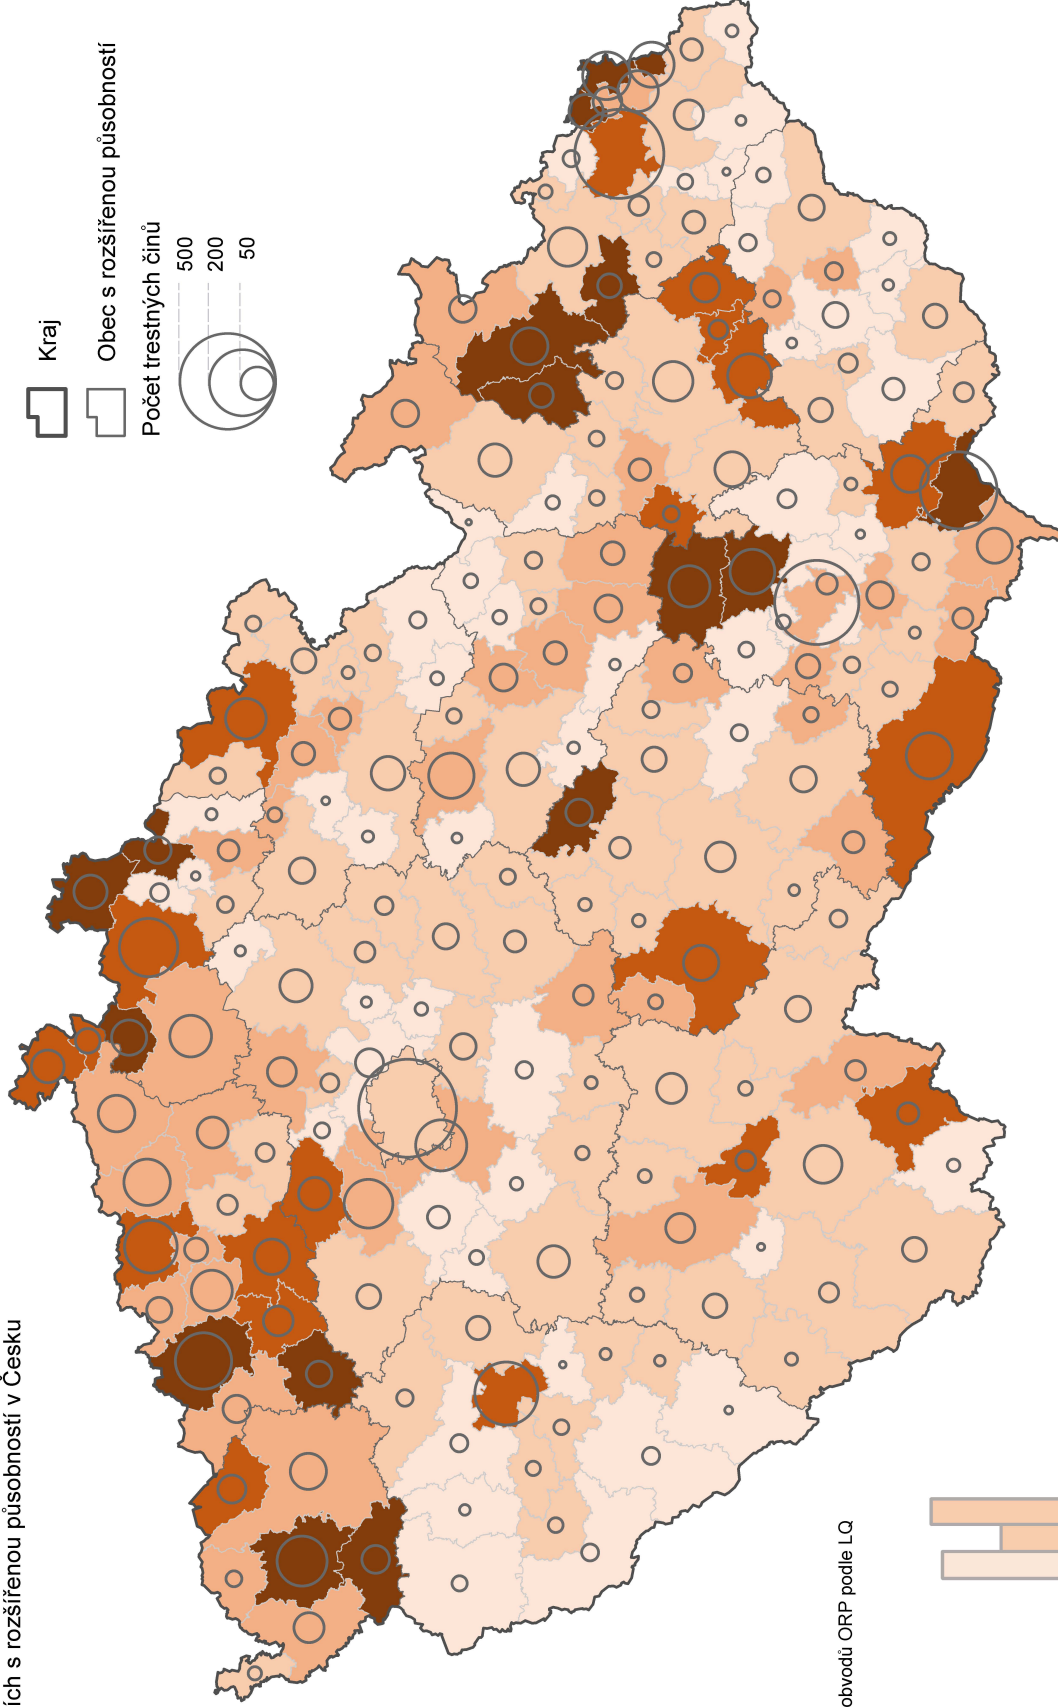 ích s rozšířenou působností v Česku
Kraj
Obec s rozšířenou působností
Počet trestných činů
500
200
50
obvodů ORP podle LQ